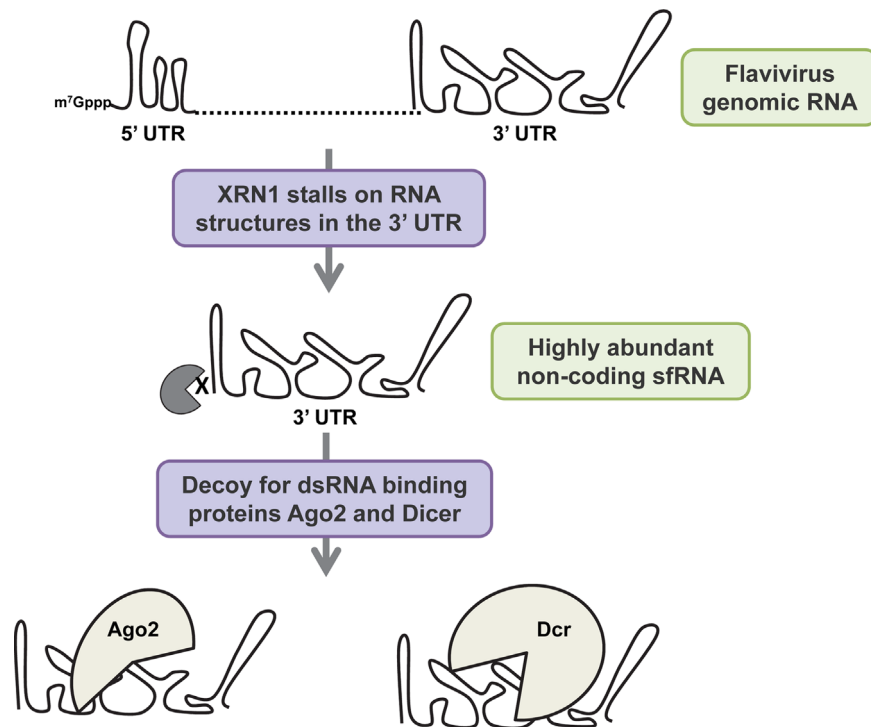 Flavivirus
genomic RNA
m⁷Gppp
5' UTR
3' UTR
XRN1 stalls on RNA
structures in the 3' UTR
Highly abundant
non-coding sfRNA
X
3' UTR
Decoy for dsRNA binding
proteins Ago2 and Dicer
Ago2
Dcr